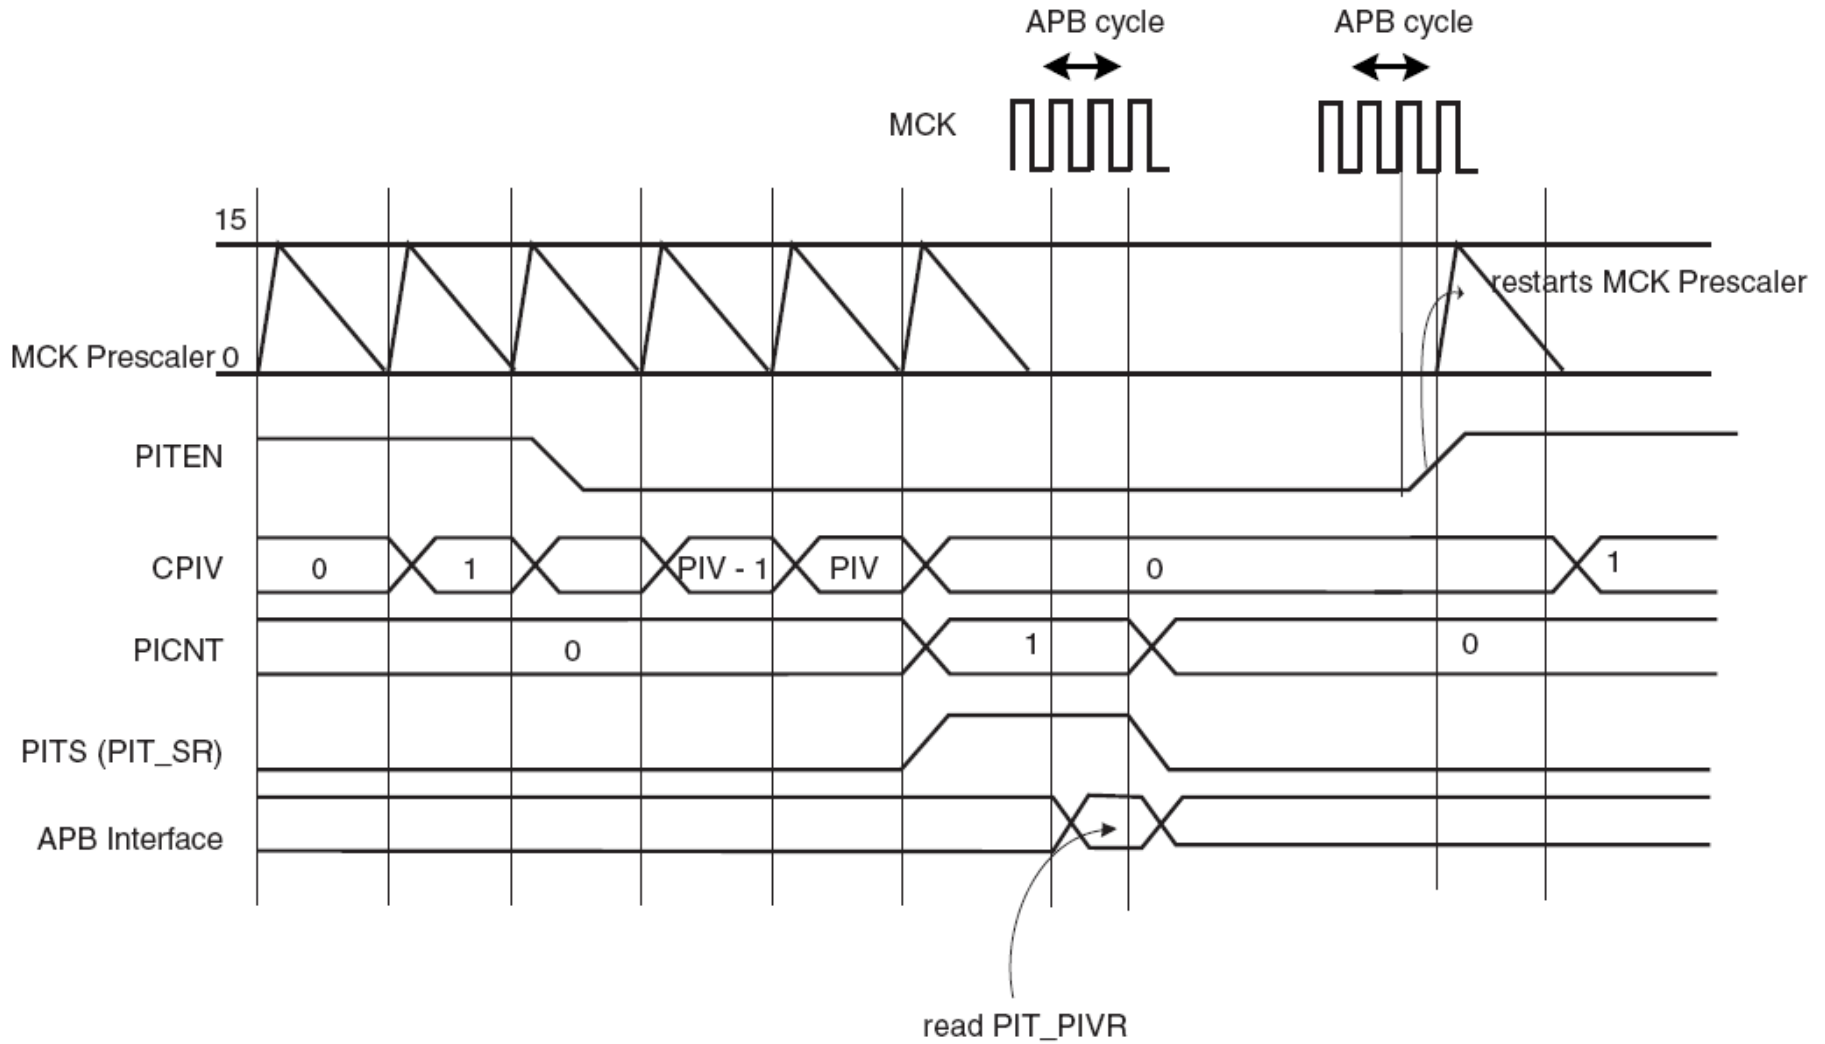 APB cycle
APB cycle
MCK
15
restarts MCK Prescaler
MCK Prescaler 0
PITEN
CPIV
0
1
PIV - 1
PIV
0
1
PICNT
0
1
0
PITS (PIT_SR)
APB Interface
read PIT_PIVR